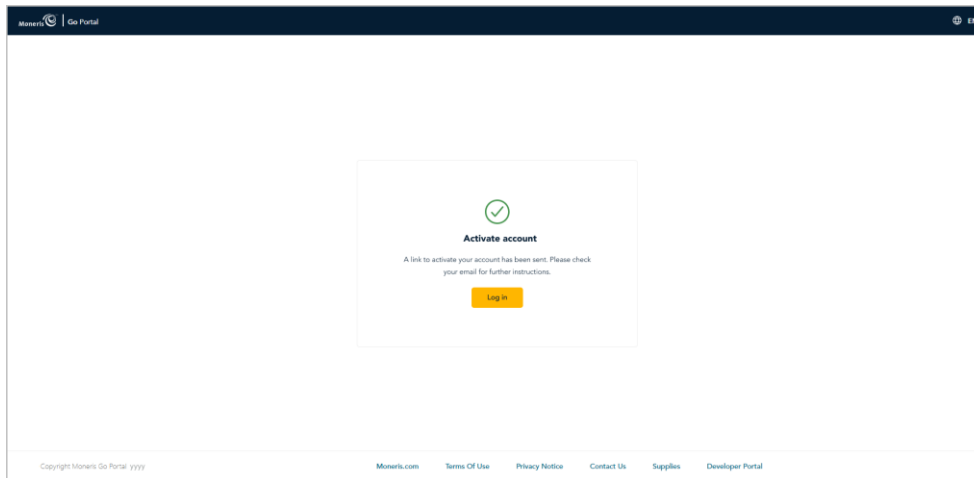 Moneris Go Portal
Activate account
A link to activate your account has been sent. Please check
your email for further instructions.
Log in
Copyright Moneris Go Portal yyyy Moneris.com Terms Of Use Privacy Notice Contact Us Supplies Developer Portal